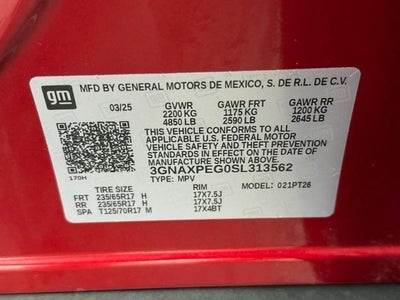 gm MFD BY GENERAL MOTORS DE MEXICO, S. DE R.L. DE C.V.
03/25 GVWR GAWR FRT GAWR RR
2200 KG 1175 KG 1200 KG
4850 LB 2590 LB 2645 LB
THIS VEHICLE CONFORMS TO ALL
APPLICABLE U.S. FEDERAL MOTOR
VEHICLE SAFETY, BUMPER, AND THEFT PREVENTION
STANDARDS IN EFFECT ON THE DATE OF
MANUFACTURE SHOWN ABOVE.
3GNAXPEG0SL313562
170H TYPE: MPV MODEL: 021PT26
TIRE SIZE RIM
FRT 235/65R17 H 17X7.5J
RR 235/65R17 H 17X7.5J
SPA T125/70R17 M 17X4BT